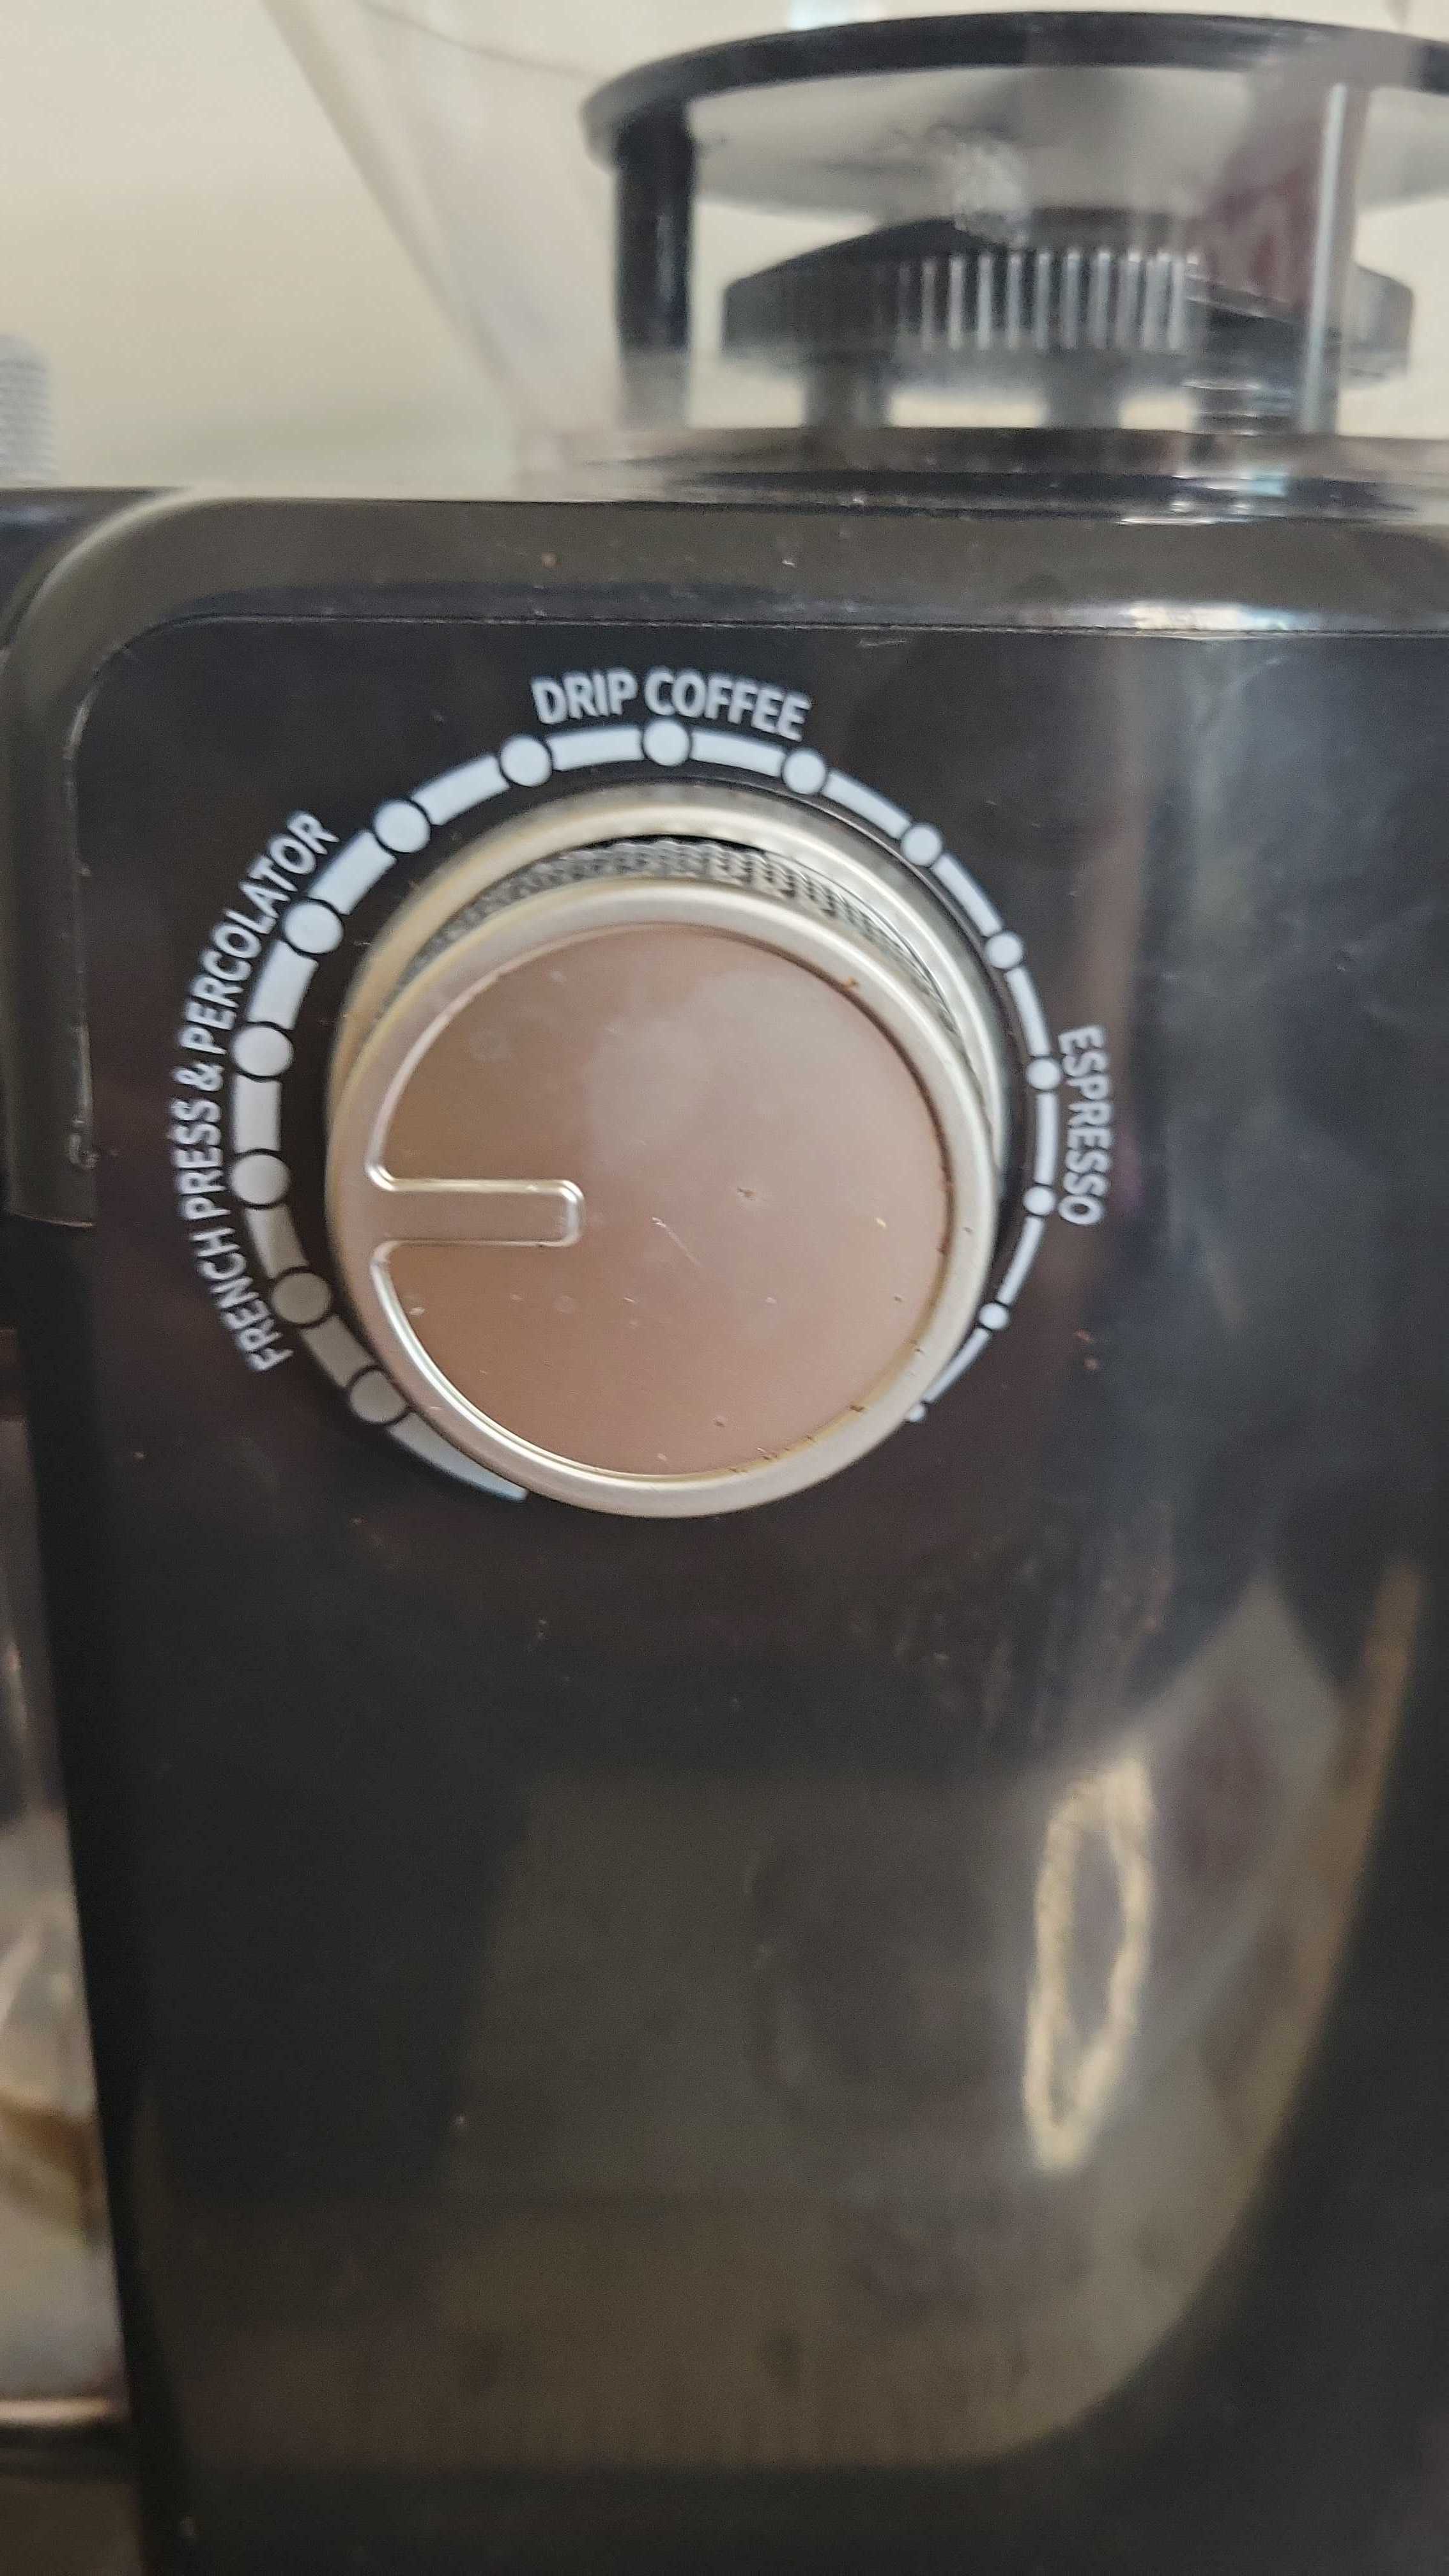 FRENCH PRESS & PERCOLATOR
DRIP COFFEE
ESPRESSO